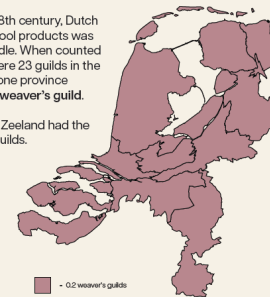 8th century, Dutch
ool products was
dle. When counted
ere 23 guilds in the
one province
weaver's guild.
Zeeland had the
uilds.
- 0.2 weaver's guilds